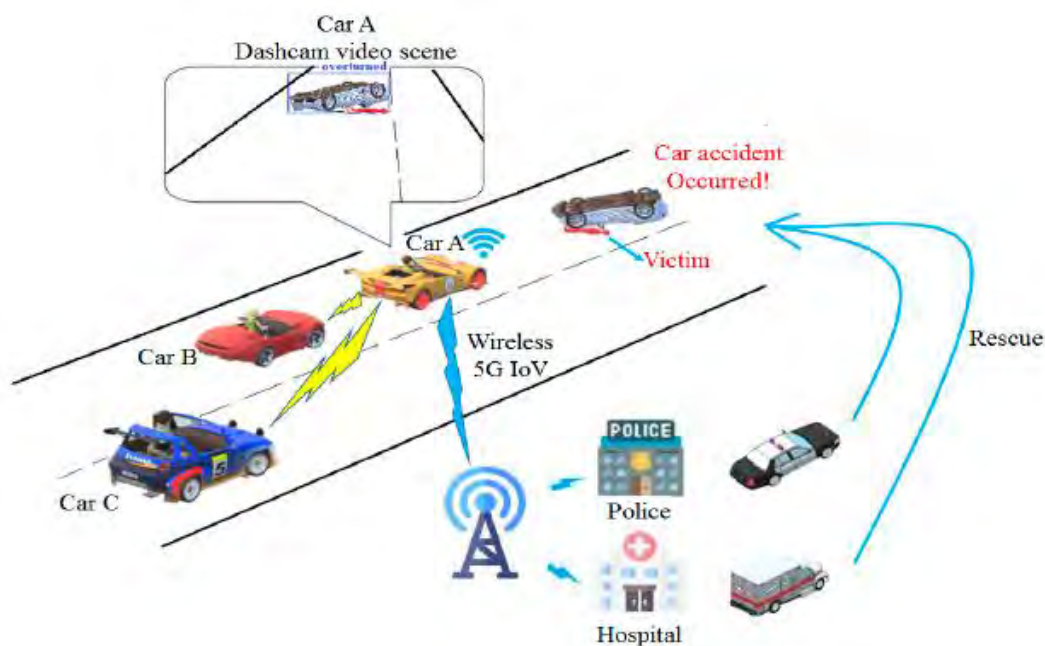 Car A
Dashcam video scene
overturned
Car accident
Occurred!
Car A
Victim
Car B
Wireless
5G IoV
Rescue
5
Car C
POLICE
Police
Hospital